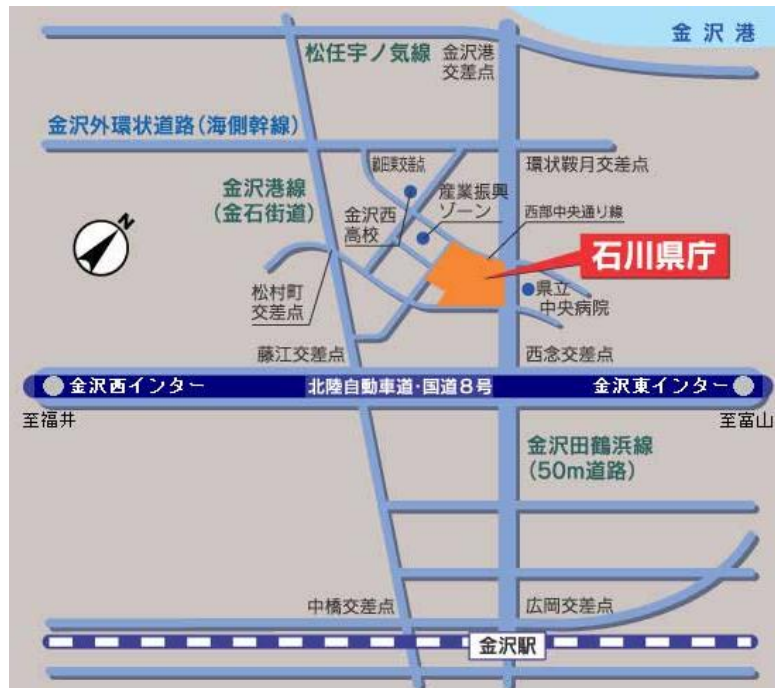 金沢港
松任宇ノ気線
金沢港
交差点
金沢外環状道路(海側幹線)
環状鞍月交差点
金沢港線
(金石街道)
産業振興
ゾーン
金沢西
高校
西部中央通り線
N
石川県庁
県立
中央病院
松村町
交差点
藤江交差点
西念交差点
金沢西インター
北陸自動車道・国道8号
金沢東インター
至福井
至富山
金沢田鶴浜線
(50m道路)
中橋交差点
広岡交差点
金沢駅